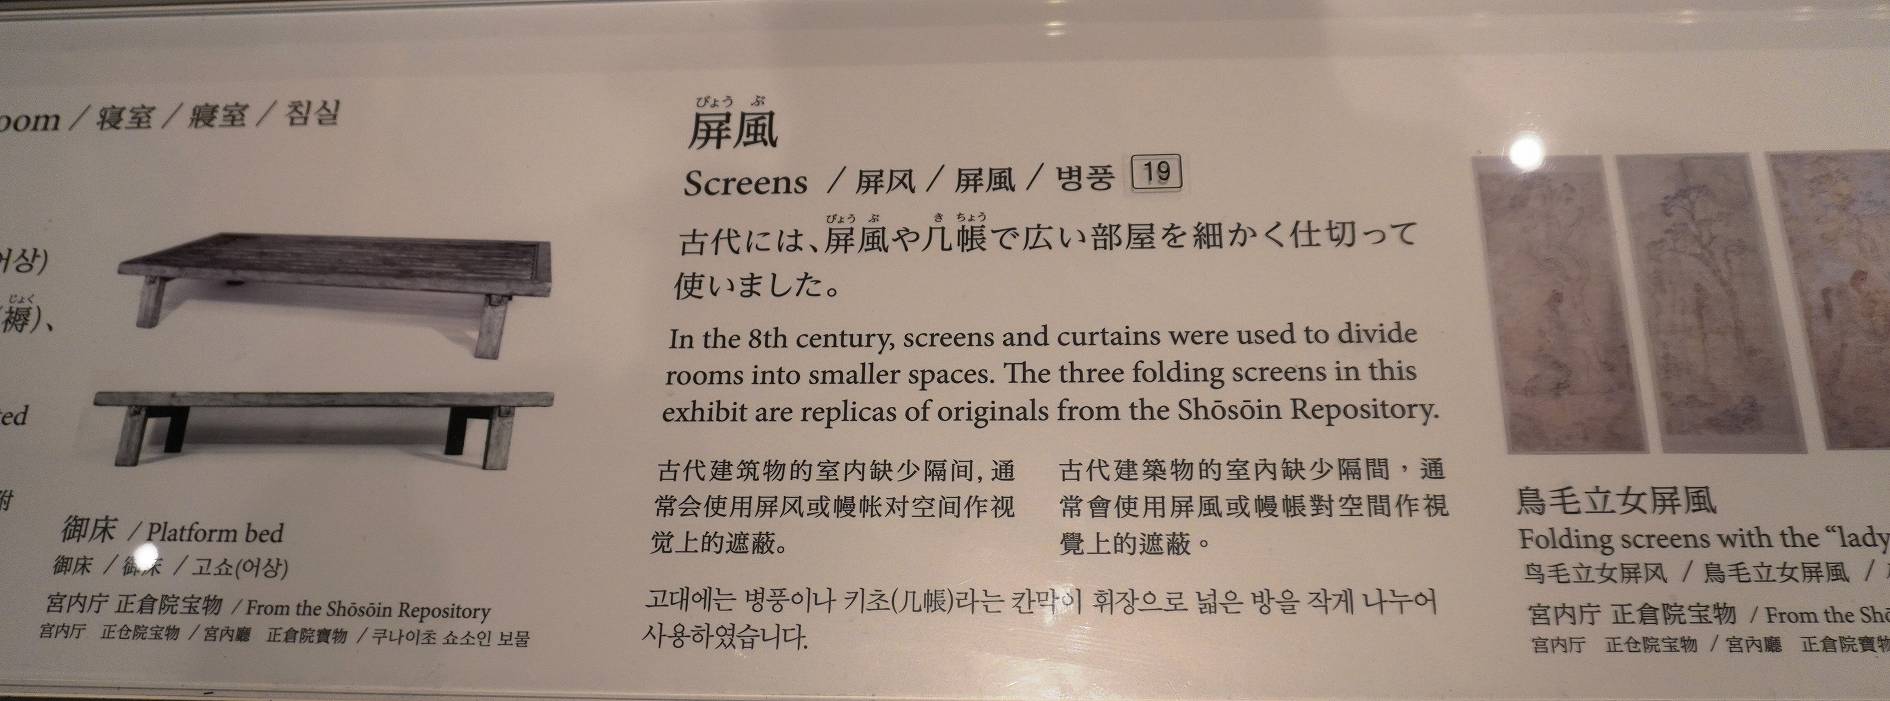 / 寝室 / 寢室 / 침실
じょく
褥)、
御床 / Platform bed
御床 / 御床 / 고쇼(어상)
宮内庁 正倉院宝物 / From the Shōsōin Repository
宫内厅 正仓院宝物 / 宮內廳 正倉院寶物 / 쿠나이초 쇼소인 보물
びょう ぶ
屏風
Screens / 屏风 / 屏風 / 병풍 19
びょう ぶ き ちょう
古代には、屏風や几帳で広い部屋を細かく仕切って
使いました。
In the 8th century, screens and curtains were used to divide
rooms into smaller spaces. The three folding screens in this
exhibit are replicas of originals from the Shōsōin Repository.
古代建筑物的室内缺少隔间, 通
常会使用屏风或幔帐对空间作视
觉上的遮蔽。
古代建築物的室內缺少隔間，通
常會使用屏風或幔帳對空間作視
覺上的遮蔽。
고대에는 병풍이나 키초(几帳)라는 칸막이 휘장으로 넓은 방을 작게 나누어
사용하였습니다.
鳥毛立女屏風
Folding screens with the “lady
鸟毛立女屏风 / 鳥毛立女屏風 /
宮内庁 正倉院宝物 / From the
宫内厅 正仓院宝物 / 宮內廳 正倉院寶物